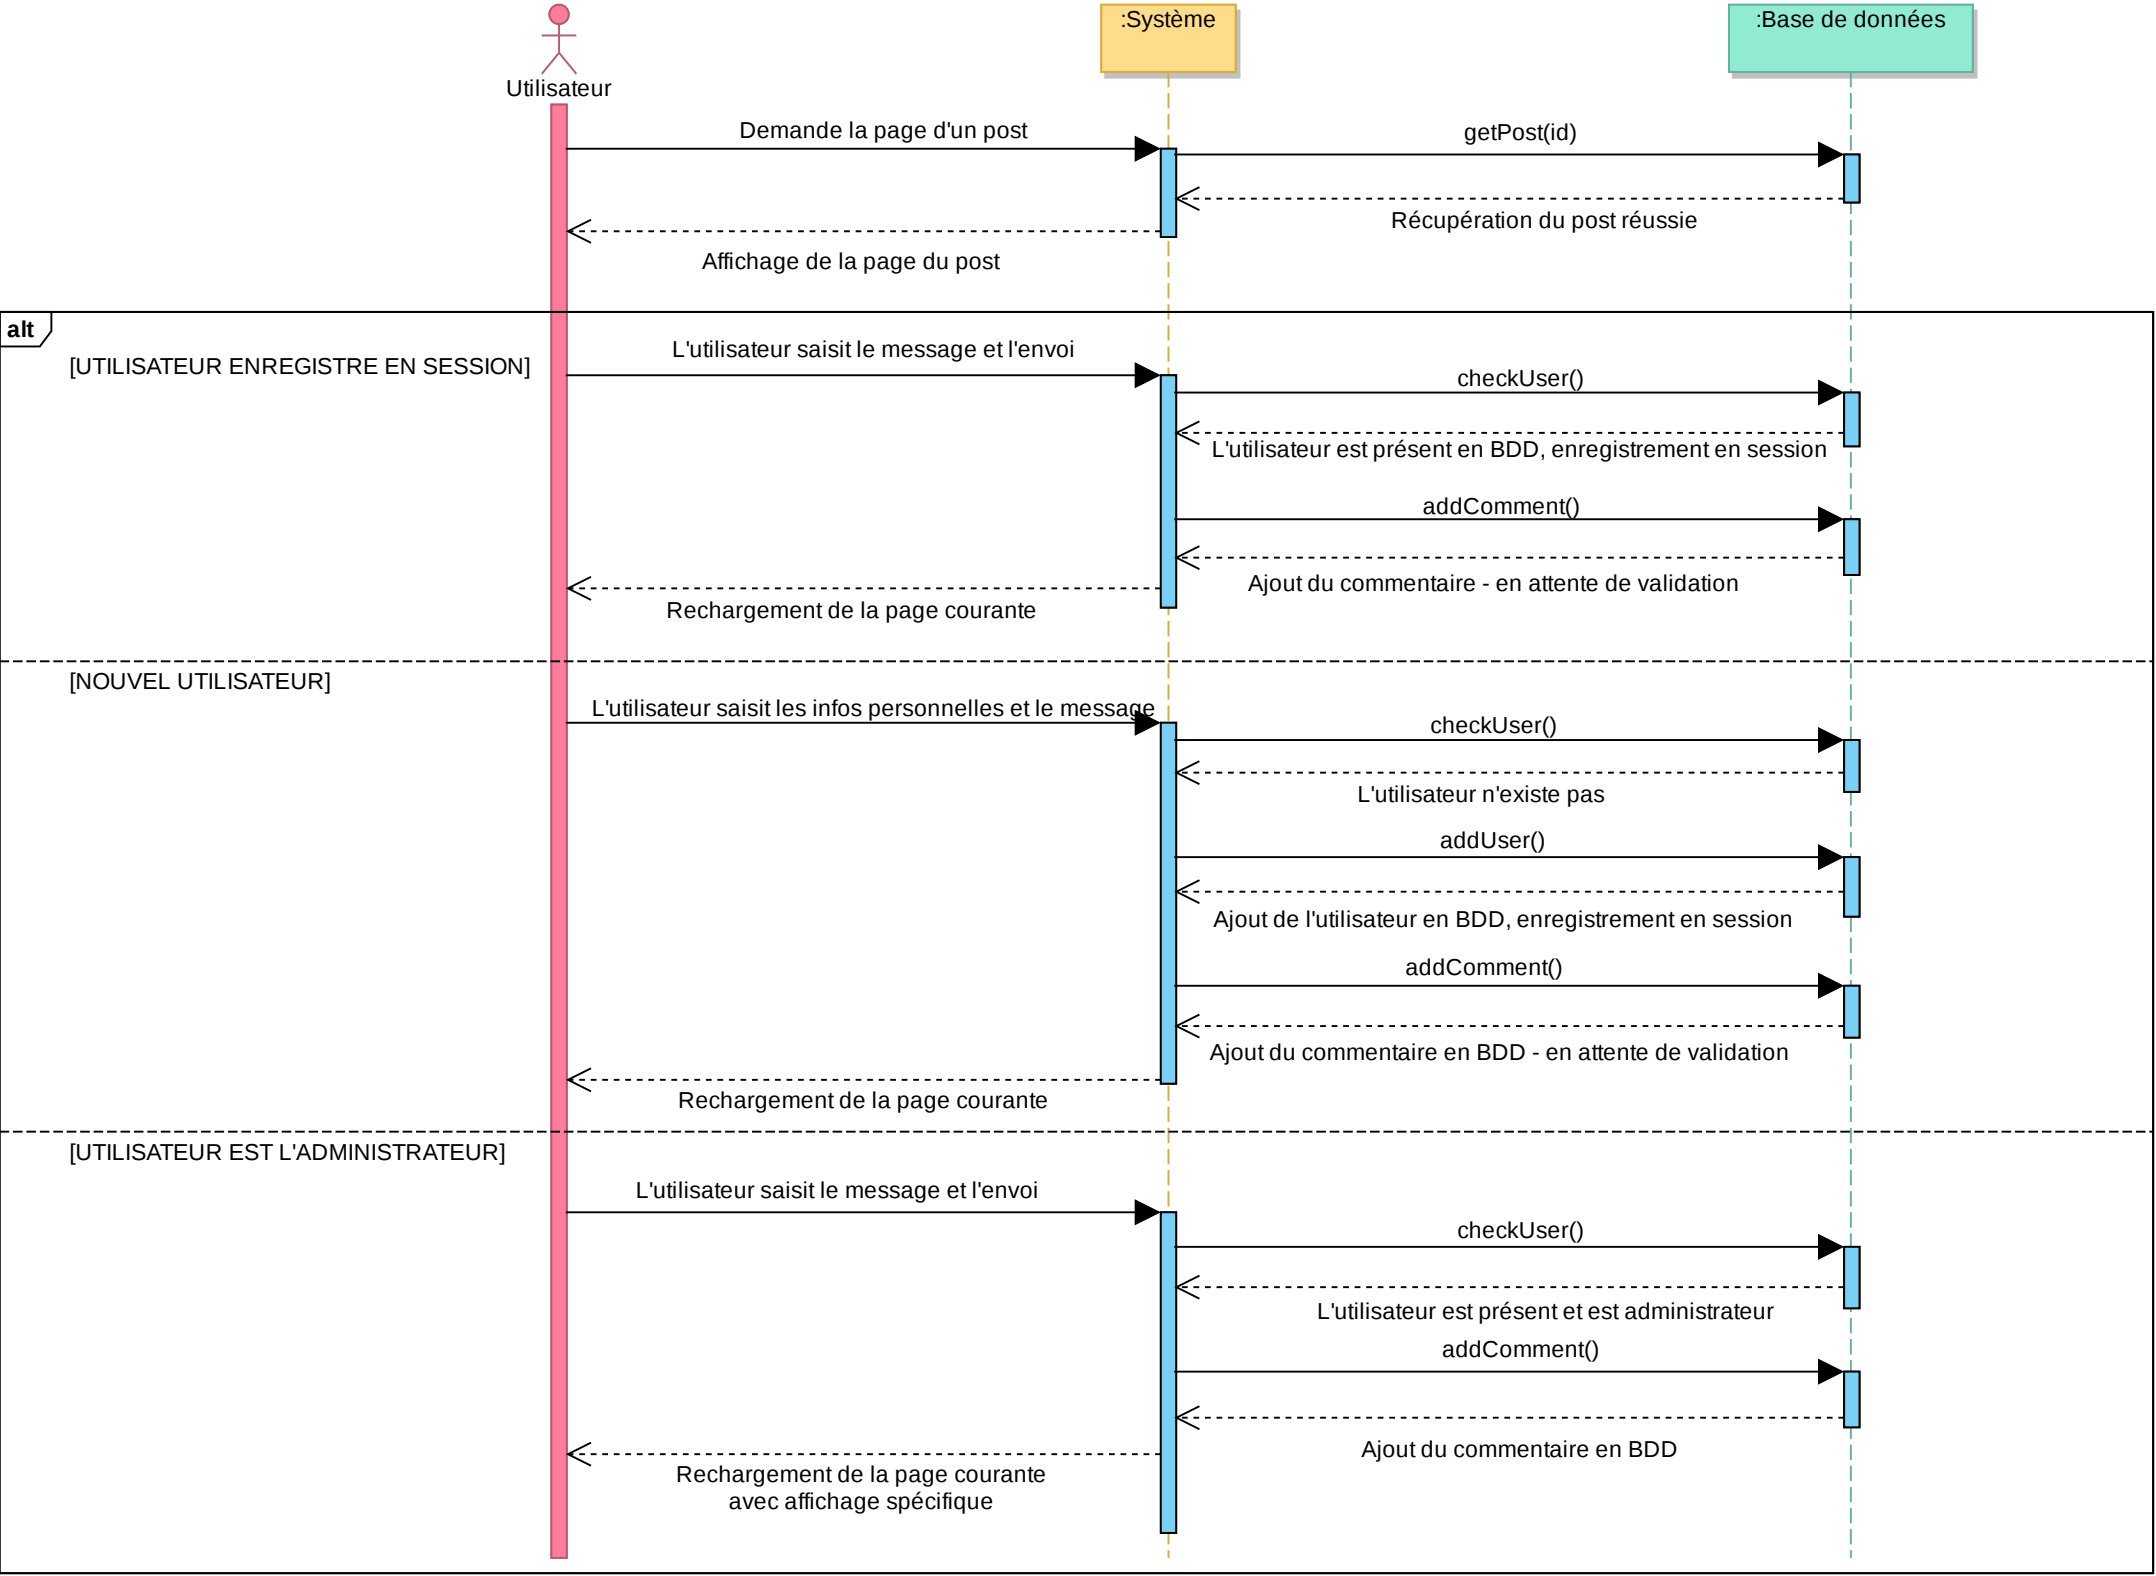 Utilisateur
:Système
:Base de données
Demande la page d'un post
getPost(id)
Récupération du post réussie
Affichage de la page du post
alt
[UTILISATEUR ENREGISTRE EN SESSION]
L'utilisateur saisit le message et l'envoi
checkUser()
L'utilisateur est présent en BDD, enregistrement en session
addComment()
Ajout du commentaire - en attente de validation
Rechargement de la page courante
[NOUVEL UTILISATEUR]
L'utilisateur saisit les infos personnelles et le message
checkUser()
L'utilisateur n'existe pas
addUser()
Ajout de l'utilisateur en BDD, enregistrement en session
addComment()
Ajout du commentaire en BDD - en attente de validation
Rechargement de la page courante
[UTILISATEUR EST L'ADMINISTRATEUR]
L'utilisateur saisit le message et l'envoi
checkUser()
L'utilisateur est présent et est administrateur
addComment()
Ajout du commentaire en BDD
Rechargement de la page courante
avec affichage spécifique